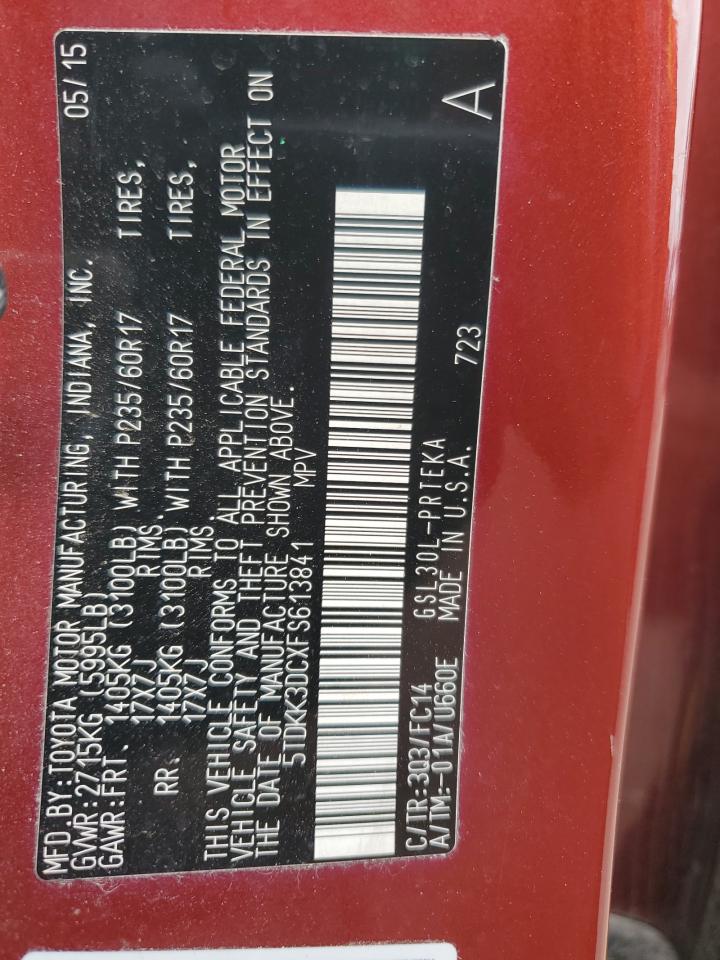 MFD.BY:TOYOTA MOTOR MANUFACTURING, INDIANA, INC. 05/15
GVWR:2715KG (5995LB)
GAWR:FRT. 1405KG (3100LB) WITH P235/60R17 TIRES,
17X7J RIMS.
RR. 1405KG (3100LB) WITH P235/60R17 TIRES,
17X7J RIMS
THIS VEHICLE CONFORMS TO ALL APPLICABLE FEDERAL MOTOR
VEHICLE SAFETY AND THEFT PREVENTION STANDARDS IN EFFECT ON
THE DATE OF MANUFACTURE SHOWN ABOVE.
5TDKK3DCXFS613841 MPV
C/TR:3Q3/FC14 GSL30L-PRTEKA
A/TM:-011A/U660E MADE IN U.S.A. 723 A